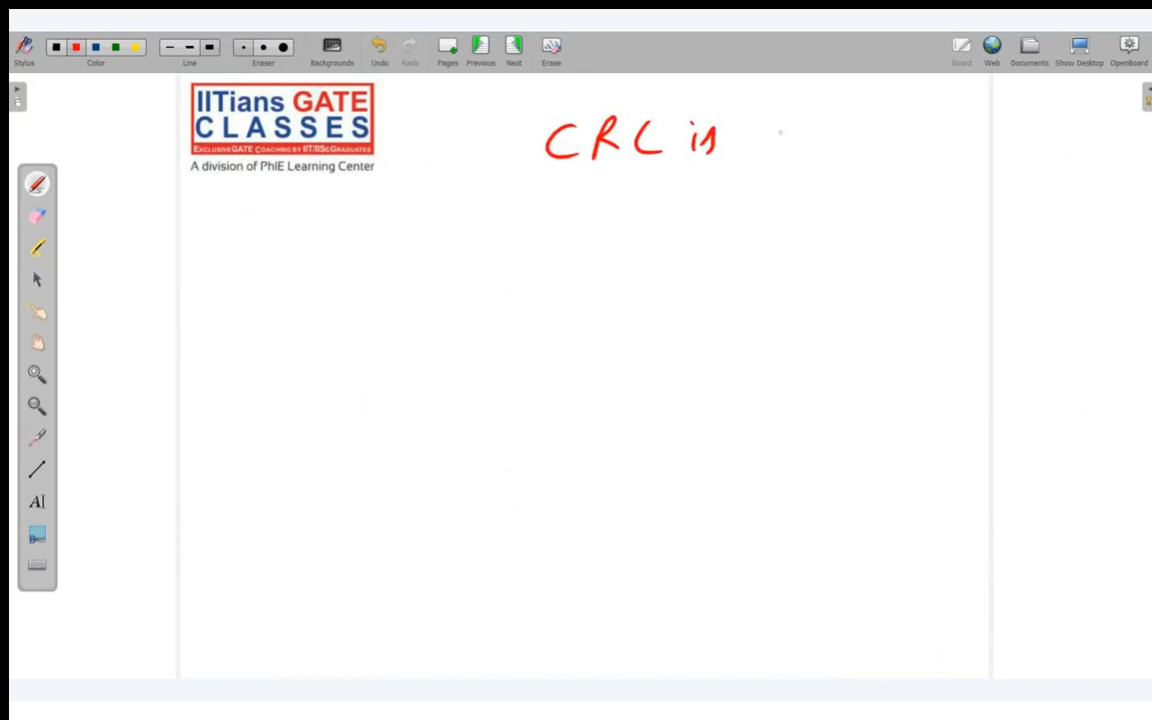 Stylus
Color
Line
Eraser
Backgrounds
Undo
Redo
Pages
Previous
Next
Erase
Board
Web
Documents
Show Desktop
OpenBoard
IITians GATE
CLASSES
EXCLUSIVE GATE COACHING BY IIT/IISc GRADUATES
A division of PhIE Learning Center
CRC is
AI